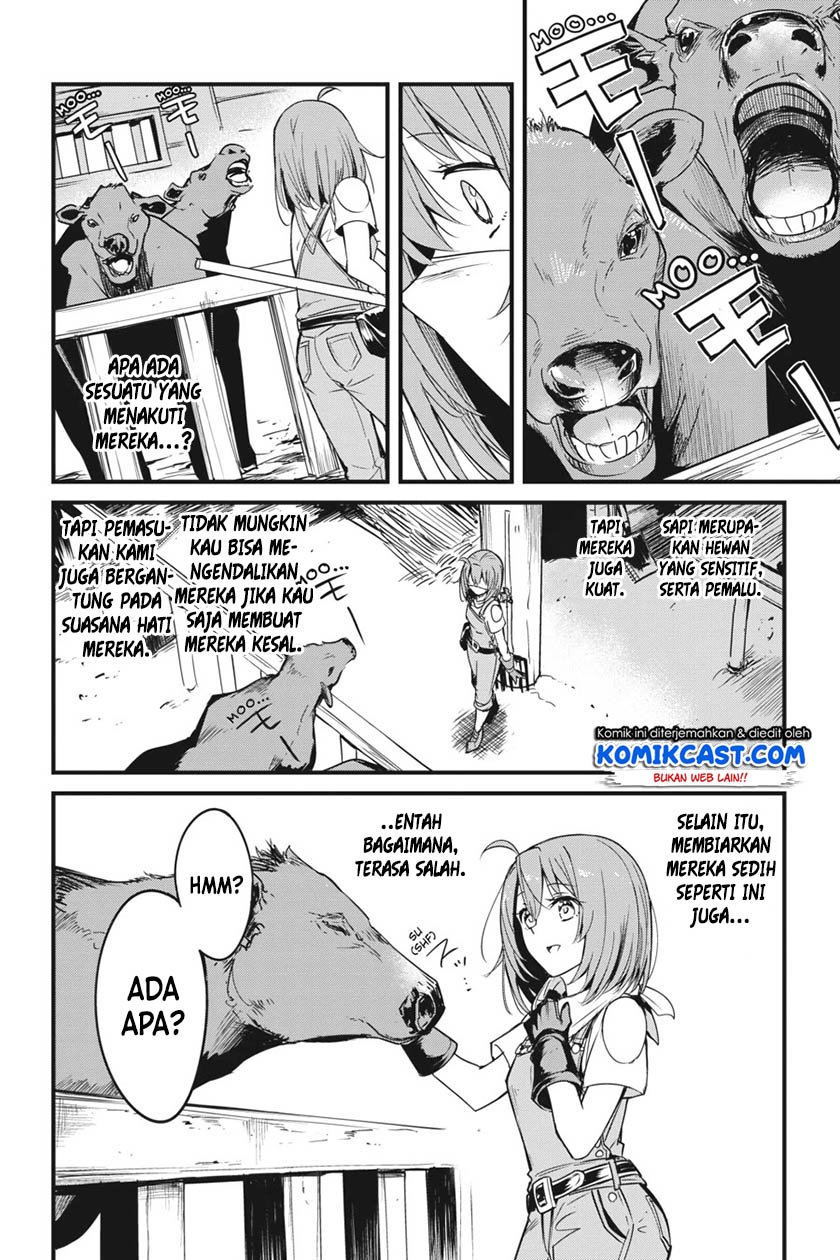 MOO...
モー
MOO...
モー
MOO...
モー
MOO...
モー
APA ADA
SESUATU YANG
MENAKUTI
MEREKA...?
SAPI MERUPA-
KAN HEWAN
YANG SENSITIF,
SERTA PEMALU.
TAPI
MEREKA
JUGA
KUAT.
TIDAK MUNGKIN
KAU BISA ME-
NGENDALIKAN
MEREKA JIKA KAU
SAJA MEMBUAT
MEREKA KESAL.
TAPI PEMASU-
KAN KAMI
JUGA BERGAN-
TUNG PADA
SUASANA HATI
MEREKA.
MOO...
MOO...
モー
Komik ini diterjemahkan & diedit oleh
KOMIKCAST.COM
BUKAN WEB LAIN!!
SELAIN ITU,
MEMBIARKAN
MEREKA SEDIH
SEPERTI INI
JUGA...
..ENTAH
BAGAIMANA,
TERASA SALAH.
SU
(SHF)
HMM?
ADA
APA?